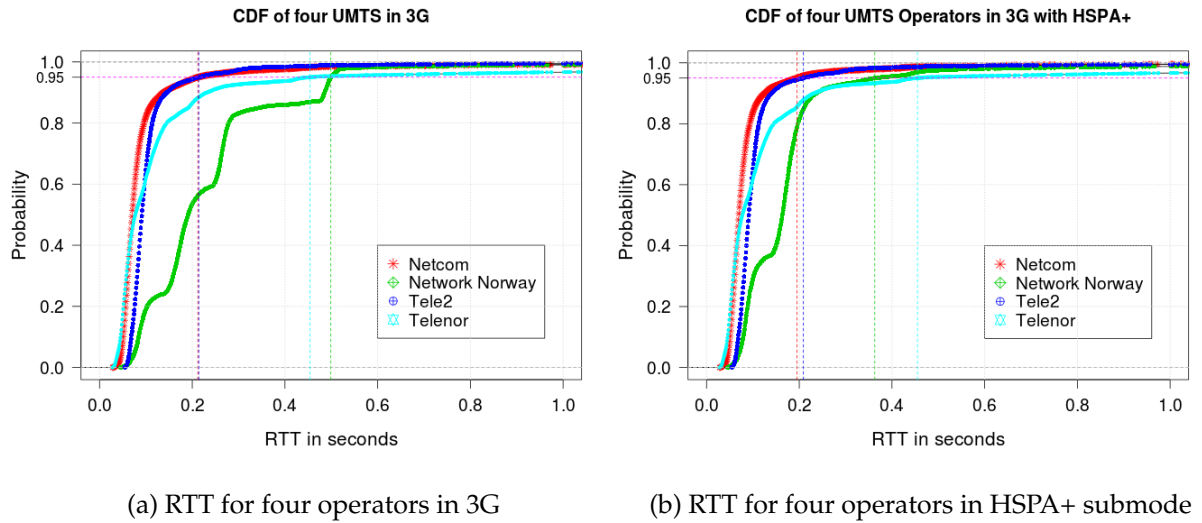 CDF of four UMTS in 3G
Probability
1.0
0.95
0.8
0.6
0.4
0.2
0.0
Netcom
Network Norway
Tele2
Telenor
0.0 0.2 0.4 0.6 0.8 1.0
RTT in seconds
(a) RTT for four operators in 3G
CDF of four UMTS Operators in 3G with HSPA+
Probability
1.0
0.95
0.8
0.6
0.4
0.2
0.0
Netcom
Network Norway
Tele2
Telenor
0.0 0.2 0.4 0.6 0.8 1.0
RTT in seconds
(b) RTT for four operators in HSPA+ submode